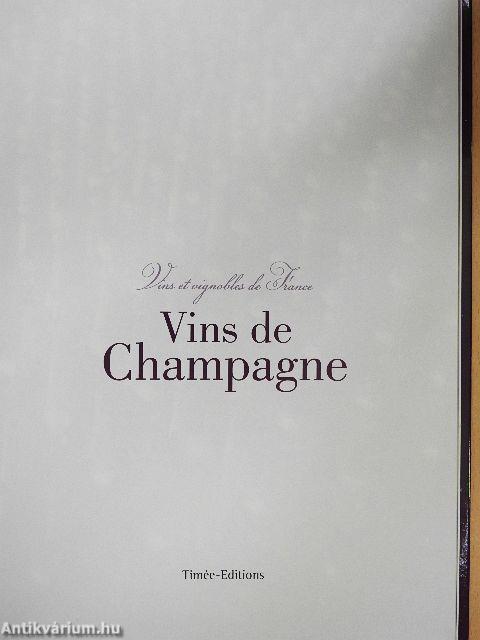 Vins et vignobles de France
Vins de
Champagne
Timée-Editions
Antikvárium.hu